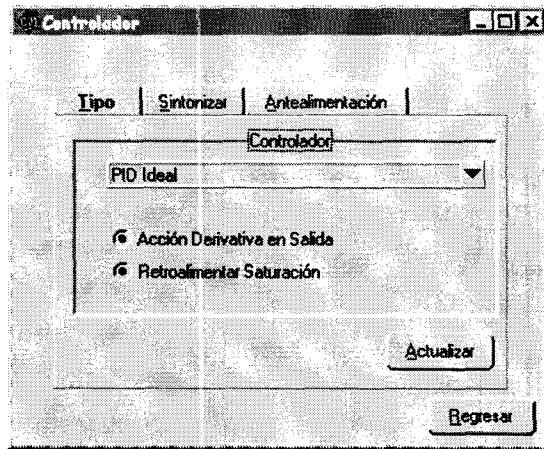 Controlador
Tipo Sintonizar Antealimentación
Controlador
PID Ideal
Acción Derivativa en Salida
Retroalimentar Saturación
Actualizar
Regresar